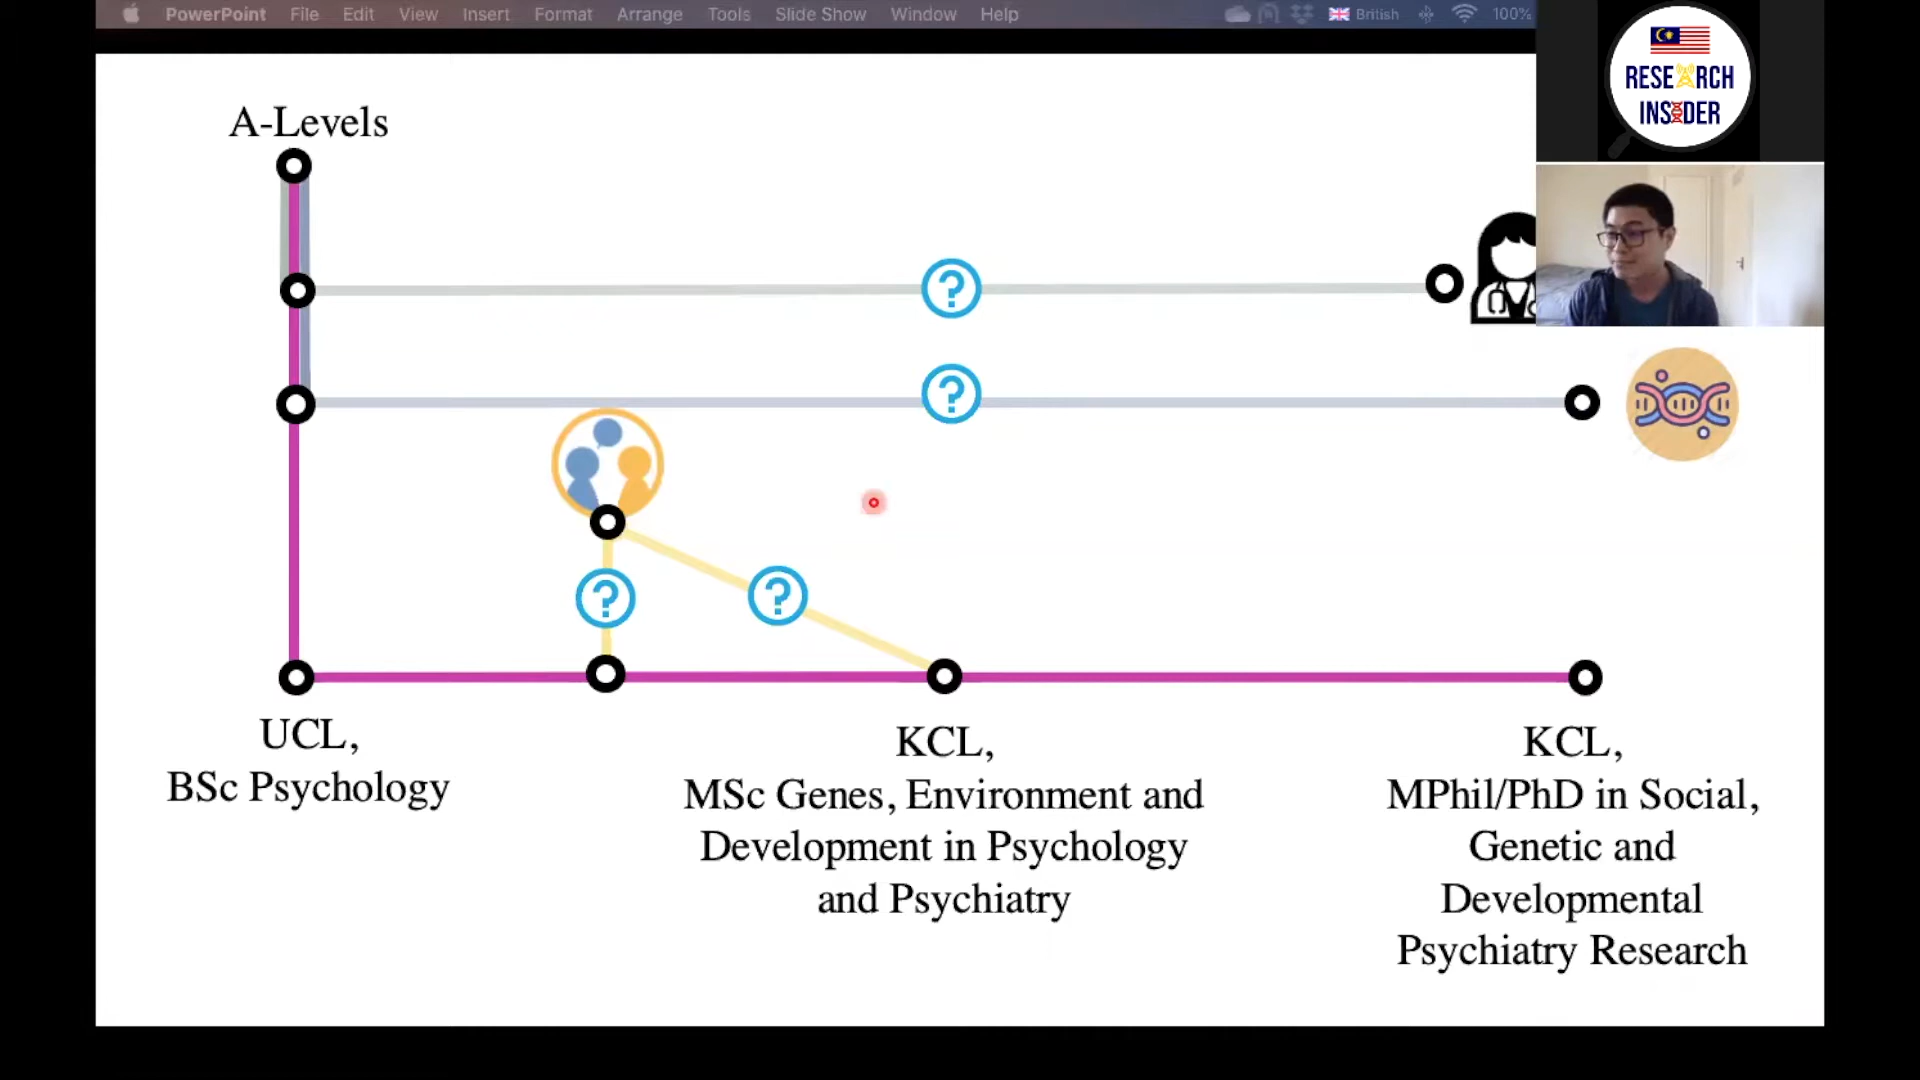 PowerPoint File Edit View Insert Format Arrange Tools Slide Show Window Help British 100%
RESEARCH
INSIDER
A-Levels
?
?
?
?
UCL,
BSc Psychology
KCL,
MSc Genes, Environment and
Development in Psychology
and Psychiatry
KCL,
MPhil/PhD in Social,
Genetic and
Developmental
Psychiatry Research